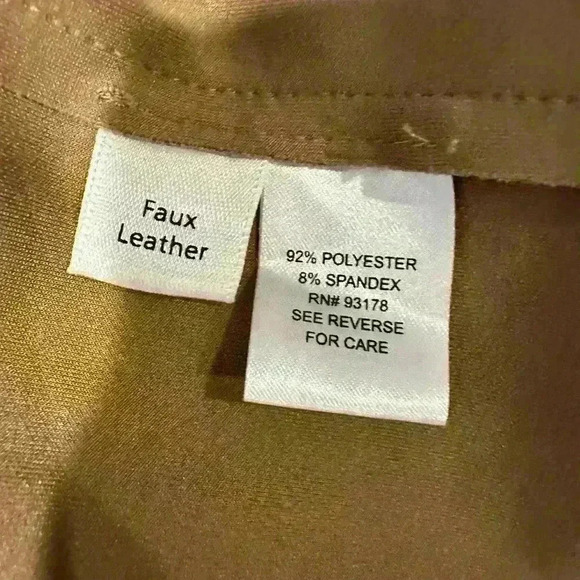 Faux
Leather
92% POLYESTER
8% SPANDEX
RN# 93178
SEE REVERSE
FOR CARE